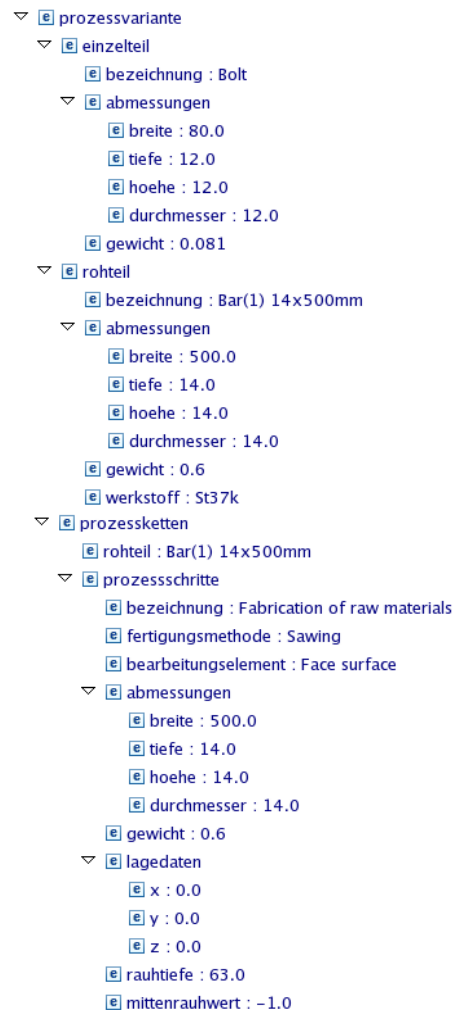 prozessvariante
einzelteil
bezeichnung : Bolt
abmessungen
breite : 80.0
tiefe : 12.0
hoehe : 12.0
durchmesser : 12.0
gewicht : 0.081
rohteil
bezeichnung : Bar(1) 14x500mm
abmessungen
breite : 500.0
tiefe : 14.0
hoehe : 14.0
durchmesser : 14.0
gewicht : 0.6
werkstoff : St37k
prozessketten
rohteil : Bar(1) 14x500mm
prozessschritte
bezeichnung : Fabrication of raw materials
fertigungsmethode : Sawing
bearbeitungselement : Face surface
abmessungen
breite : 500.0
tiefe : 14.0
hoehe : 14.0
durchmesser : 14.0
gewicht : 0.6
lagedaten
x : 0.0
y : 0.0
z : 0.0
rauhtiefe : 63.0
mittenrauhwert : -1.0